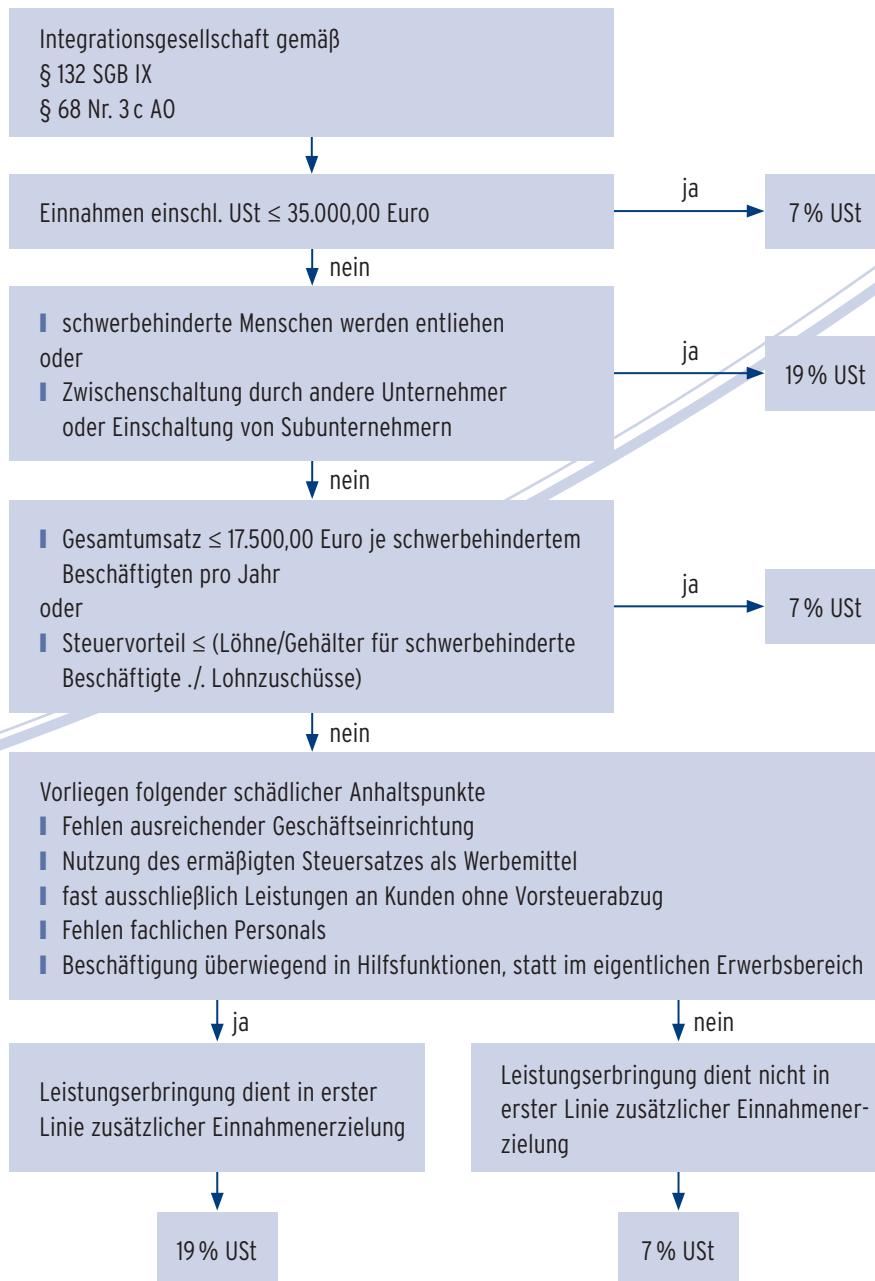 Integrationsgesellschaft gemäß
§ 132 SGB IX
§ 68 Nr. 3 c AO
Einnahmen einschl. USt ≤ 35.000,00 Euro
ja
7 % USt
nein
schwerbehinderte Menschen werden entliehen
oder
Zwischenschaltung durch andere Unternehmer
oder Einschaltung von Subunternehmern
ja
19 % USt
nein
Gesamtumsatz ≤ 17.500,00 Euro je schwerbehindertem
Beschäftigten pro Jahr
oder
Steuervorteil ≤ (Löhne/Gehälter für schwerbehinderte
Beschäftigte ./. Lohnzuschüsse)
ja
7 % USt
nein
Vorliegen folgender schädlicher Anhaltspunkte
Fehlen ausreichender Geschäftseinrichtung
Nutzung des ermäßigten Steuersatzes als Werbemittel
fast ausschließlich Leistungen an Kunden ohne Vorsteuerabzug
Fehlen fachlichen Personals
Beschäftigung überwiegend in Hilfsfunktionen, statt im eigentlichen Erwerbsbereich
ja
Leistungserbringung dient in erster
Linie zusätzlicher Einnahmenerzielung
19 % USt
nein
Leistungserbringung dient nicht in
erster Linie zusätzlicher Einnahmener-
zielung
7 % USt